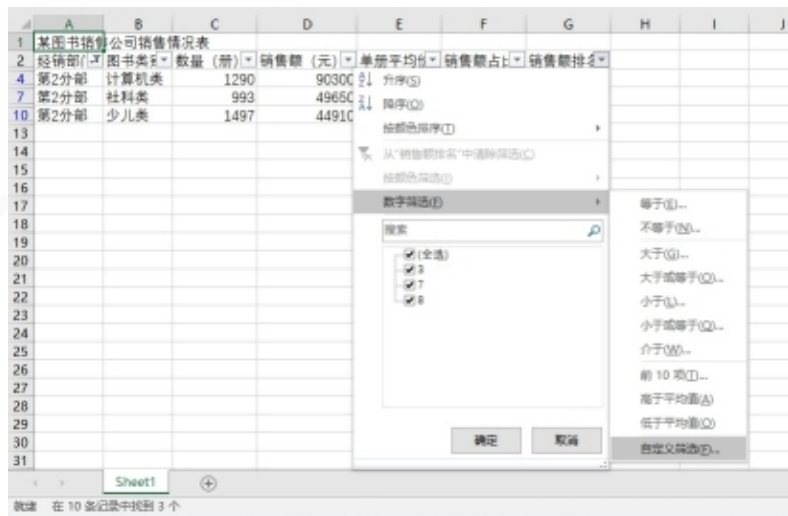 A B C D E F G H I J
1 某图书销售公司销售情况表
2 经销部( 图书类别 数量（册） 销售额（元） 单册平均售 销售额占比 销售额排名
4 第2分部 计算机类 1290 90300
7 第2分部 社科类 993 49650
10 第2分部 少儿类 1497 44910
13
14
15
16
17
18
19
20
21
22
23
24
25
26
27
28
29
30
31
升序(S)
降序(O)
按颜色排序(T)
从"销售额排名"中清除筛选(C)
按颜色筛选(I)
数字筛选(F)
搜索
(全选)
3
7
8
确定 取消
等于(E)...
不等于(N)...
大于(G)...
大于或等于(O)...
小于(L)...
小于或等于(Q)...
介于(W)...
前 10 项(T)...
高于平均值(A)
低于平均值(O)
自定义筛选(F)...
Sheet1
就绪 在 10 条记录中找到 3 个